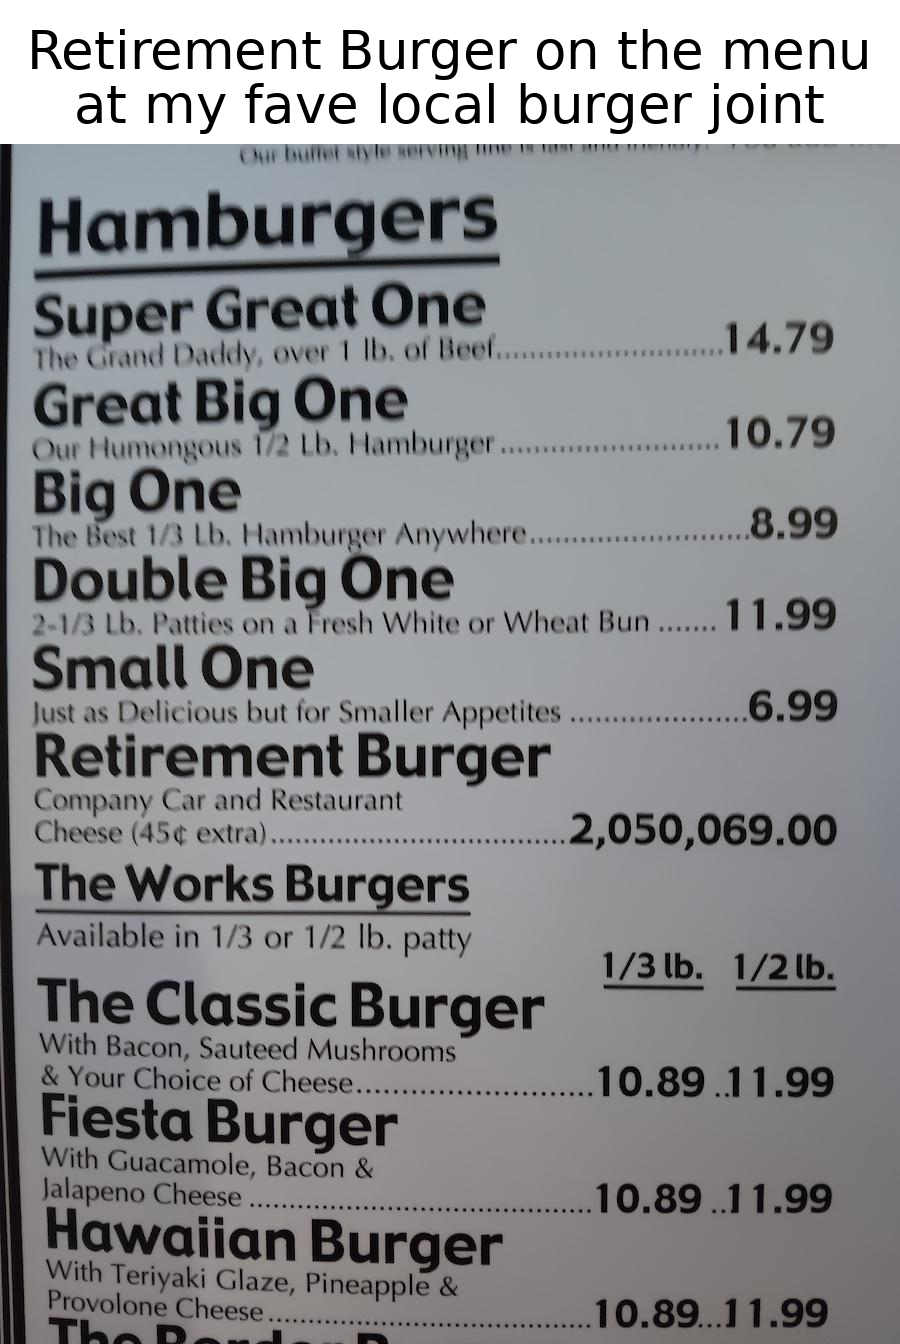 Retirement Burger on the menu
at my fave local burger joint
Our buffet style serving line is fast and friendly.
Hamburgers
Super Great One
The Grand Daddy, over 1 lb. of Beef..............................14.79
Great Big One
Our Humongous 1/2 Lb. Hamburger.............................10.79
Big One
The Best 1/3 Lb. Hamburger Anywhere.............................8.99
Double Big One
2-1/3 Lb. Patties on a Fresh White or Wheat Bun.......11.99
Small One
Just as Delicious but for Smaller Appetites.......................6.99
Retirement Burger
Company Car and Restaurant
Cheese (45¢ extra)......................................2,050,069.00
The Works Burgers
Available in 1/3 or 1/2 lb. patty
1/3 lb. 1/2 lb.
The Classic Burger
With Bacon, Sauteed Mushrooms
& Your Choice of Cheese..............................10.89..11.99
Fiesta Burger
With Guacamole, Bacon &
Jalapeno Cheese...........................................10.89..11.99
Hawaiian Burger
With Teriyaki Glaze, Pineapple &
Provolone Cheese.........................................10.89...11.99
The Border